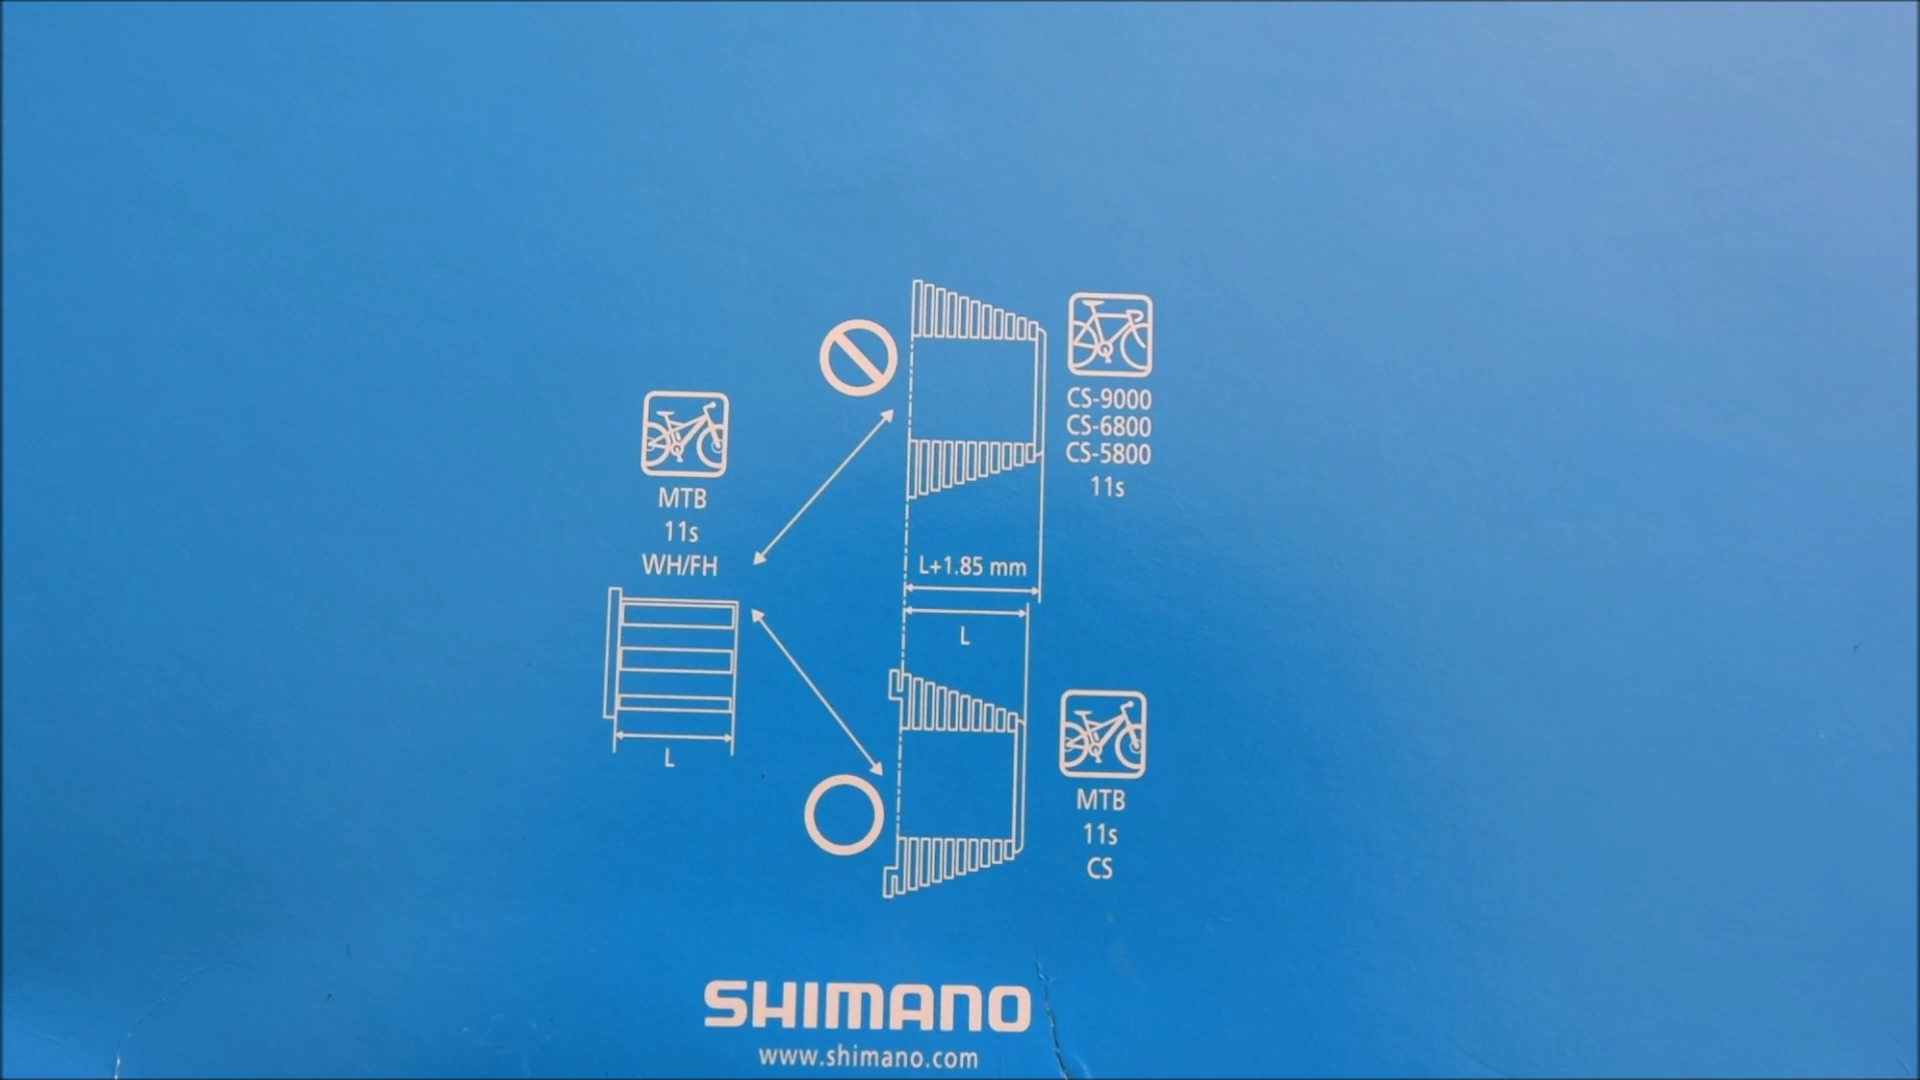 MTB
11s
WH/FH
L
CS-9000
CS-6800
CS-5800
11s
L+1.85 mm
L
MTB
11s
CS
SHIMANO
www.shimano.com